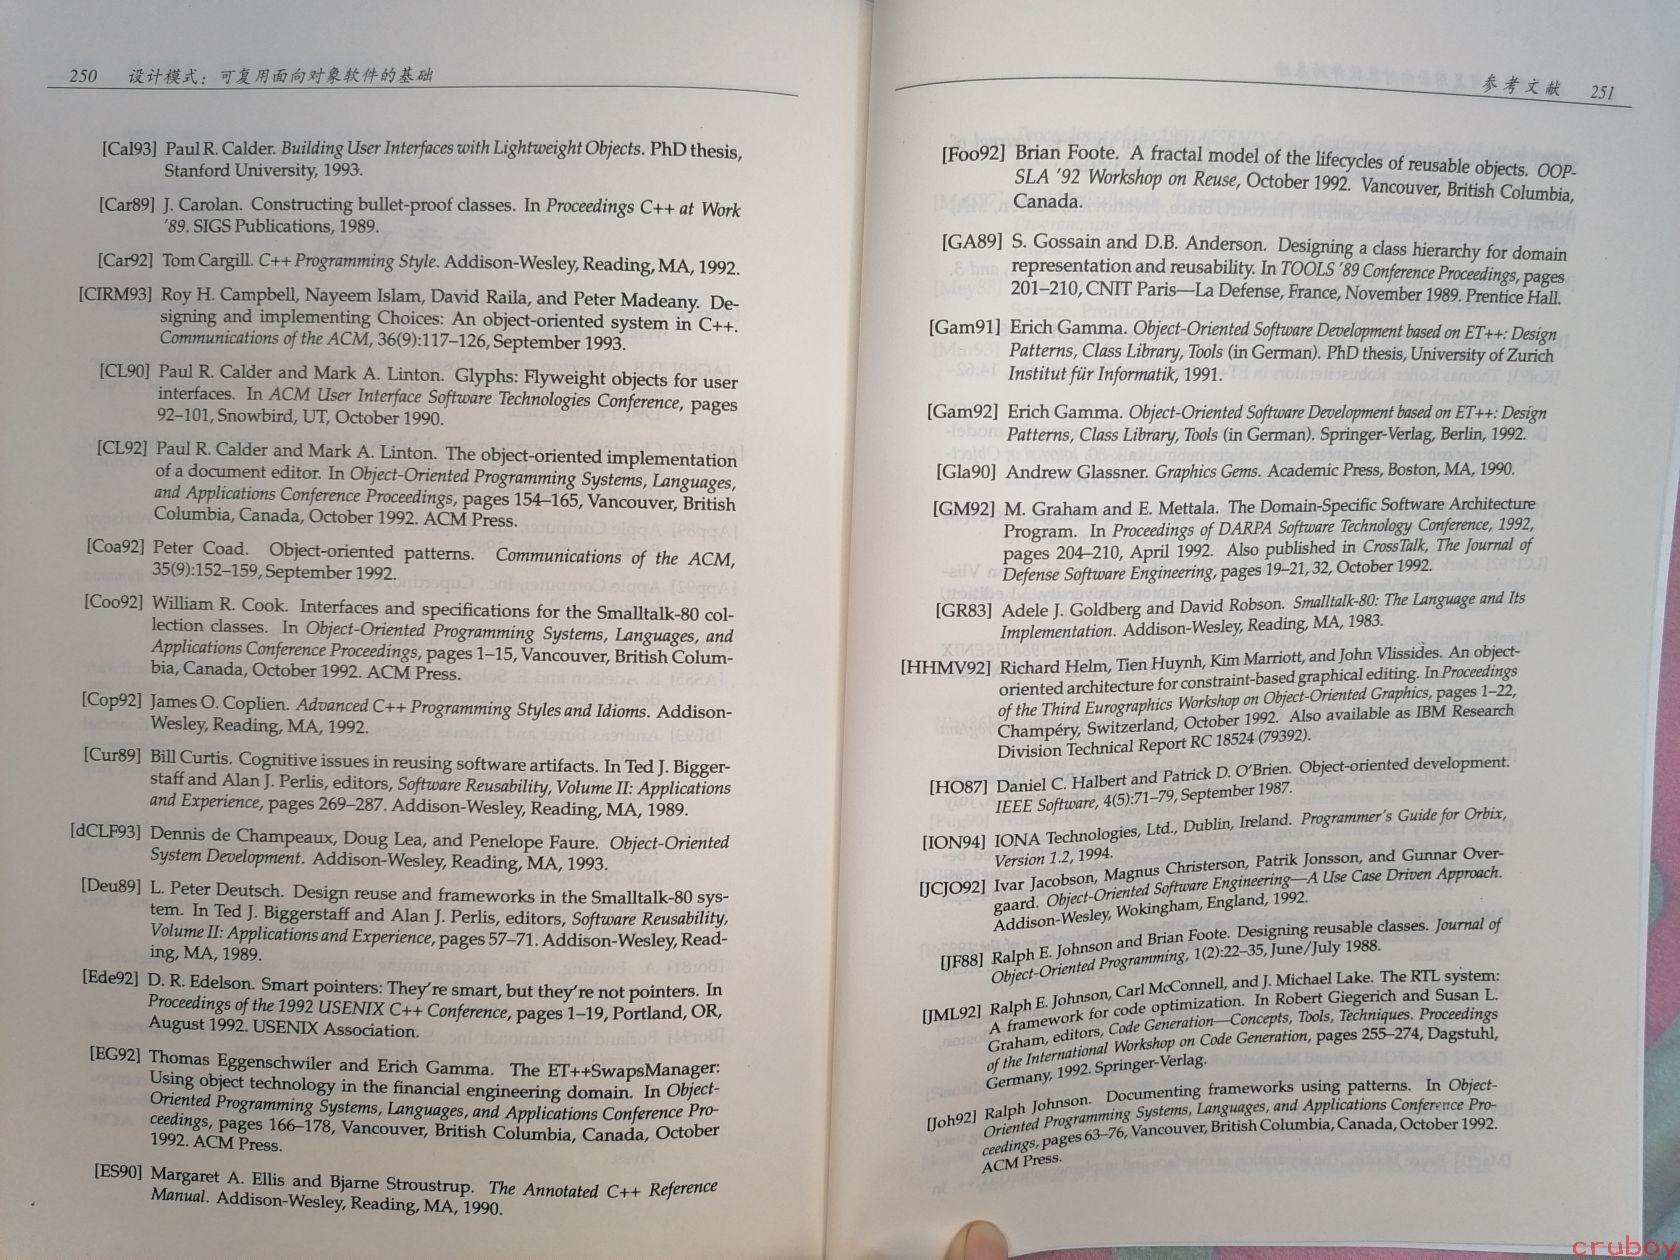 250 设计模式：可复用面向对象软件的基础
[Cal93] Paul R. Calder. Building User Interfaces with Lightweight Objects. PhD thesis,
Stanford University, 1993.
[Car89] J. Carolan. Constructing bullet-proof classes. In Proceedings C++ at Work
'89. SIGS Publications, 1989.
[Car92] Tom Cargill. C++ Programming Style. Addison-Wesley, Reading, MA, 1992.
[CIRM93] Roy H. Campbell, Nayeem Islam, David Raila, and Peter Madeany. De-
signing and implementing Choices: An object-oriented system in C++.
Communications of the ACM, 36(9):117–126, September 1993.
[CL90] Paul R. Calder and Mark A. Linton. Glyphs: Flyweight objects for user
interfaces. In ACM User Interface Software Technologies Conference, pages
92–101, Snowbird, UT, October 1990.
[CL92] Paul R. Calder and Mark A. Linton. The object-oriented implementation
of a document editor. In Object-Oriented Programming Systems, Languages,
and Applications Conference Proceedings, pages 154–165, Vancouver, British
Columbia, Canada, October 1992. ACM Press.
[Coa92] Peter Coad. Object-oriented patterns. Communications of the ACM,
35(9):152–159, September 1992.
[Coo92] William R. Cook. Interfaces and specifications for the Smalltalk-80 col-
lection classes. In Object-Oriented Programming Systems, Languages, and
Applications Conference Proceedings, pages 1–15, Vancouver, British Colum-
bia, Canada, October 1992. ACM Press.
[Cop92] James O. Coplien. Advanced C++ Programming Styles and Idioms. Addison-
Wesley, Reading, MA, 1992.
[Cur89] Bill Curtis. Cognitive issues in reusing software artifacts. In Ted J. Bigger-
staff and Alan J. Perlis, editors, Software Reusability, Volume II: Applications
and Experience, pages 269–287. Addison-Wesley, Reading, MA, 1989.
[dCLF93] Dennis de Champeaux, Doug Lea, and Penelope Faure. Object-Oriented
System Development. Addison-Wesley, Reading, MA, 1993.
[Deu89] L. Peter Deutsch. Design reuse and frameworks in the Smalltalk-80 sys-
tem. In Ted J. Biggerstaff and Alan J. Perlis, editors, Software Reusability,
Volume II: Applications and Experience, pages 57–71. Addison-Wesley, Read-
ing, MA, 1989.
[Ede92] D. R. Edelson. Smart pointers: They're smart, but they're not pointers. In
Proceedings of the 1992 USENIX C++ Conference, pages 1–19, Portland, OR,
August 1992. USENIX Association.
[EG92] Thomas Eggenschwiler and Erich Gamma. The ET++SwapsManager:
Using object technology in the financial engineering domain. In Object-
Oriented Programming Systems, Languages, and Applications Conference Pro-
ceedings, pages 166–178, Vancouver, British Columbia, Canada, October
1992. ACM Press.
[ES90] Margaret A. Ellis and Bjarne Stroustrup. The Annotated C++ Reference
Manual. Addison-Wesley, Reading, MA, 1990.
参考文献 251
[Foo92] Brian Foote. A fractal model of the lifecycles of reusable objects. OOP-
SLA '92 Workshop on Reuse, October 1992. Vancouver, British Columbia,
Canada.
[GA89] S. Gossain and D.B. Anderson. Designing a class hierarchy for domain
representation and reusability. In TOOLS '89 Conference Proceedings, pages
201–210, CNIT Paris—La Defense, France, November 1989. Prentice Hall.
[Gam91] Erich Gamma. Object-Oriented Software Development based on ET++: Design
Patterns, Class Library, Tools (in German). PhD thesis, University of Zurich
Institut für Informatik, 1991.
[Gam92] Erich Gamma. Object-Oriented Software Development based on ET++: Design
Patterns, Class Library, Tools (in German). Springer-Verlag, Berlin, 1992.
[Gla90] Andrew Glassner. Graphics Gems. Academic Press, Boston, MA, 1990.
[GM92] M. Graham and E. Mettala. The Domain-Specific Software Architecture
Program. In Proceedings of DARPA Software Technology Conference, 1992,
pages 204–210, April 1992. Also published in CrossTalk, The Journal of
Defense Software Engineering, pages 19–21, 32, October 1992.
[GR83] Adele J. Goldberg and David Robson. Smalltalk-80: The Language and Its
Implementation. Addison-Wesley, Reading, MA, 1983.
[HHMV92] Richard Helm, Tien Huynh, Kim Marriott, and John Vlissides. An object-
oriented architecture for constraint-based graphical editing. In Proceedings
of the Third Eurographics Workshop on Object-Oriented Graphics, pages 1–22,
Champéry, Switzerland, October 1992. Also available as IBM Research
Division Technical Report RC 18524 (79392).
[HO87] Daniel C. Halbert and Patrick D. O'Brien. Object-oriented development.
IEEE Software, 4(5):71–79, September 1987.
[ION94] IONA Technologies, Ltd., Dublin, Ireland. Programmer's Guide for Orbix,
Version 1.2, 1994.
[JCJO92] Ivar Jacobson, Magnus Christerson, Patrik Jonsson, and Gunnar Over-
gaard. Object-Oriented Software Engineering—A Use Case Driven Approach.
Addison-Wesley, Wokingham, England, 1992.
[JF88] Ralph E. Johnson and Brian Foote. Designing reusable classes. Journal of
Object-Oriented Programming, 1(2):22–35, June/July 1988.
[JML92] Ralph E. Johnson, Carl McConnell, and J. Michael Lake. The RTL system:
A framework for code optimization. In Robert Giegerich and Susan L.
Graham, editors, Code Generation—Concepts, Tools, Techniques. Proceedings
of the International Workshop on Code Generation, pages 255–274, Dagstuhl,
Germany, 1992. Springer-Verlag.
[Joh92] Ralph Johnson. Documenting frameworks using patterns. In Object-
Oriented Programming Systems, Languages, and Applications Conference Pro-
ceedings, pages 63–76, Vancouver, British Columbia, Canada, October 1992.
ACM Press.
cruboy